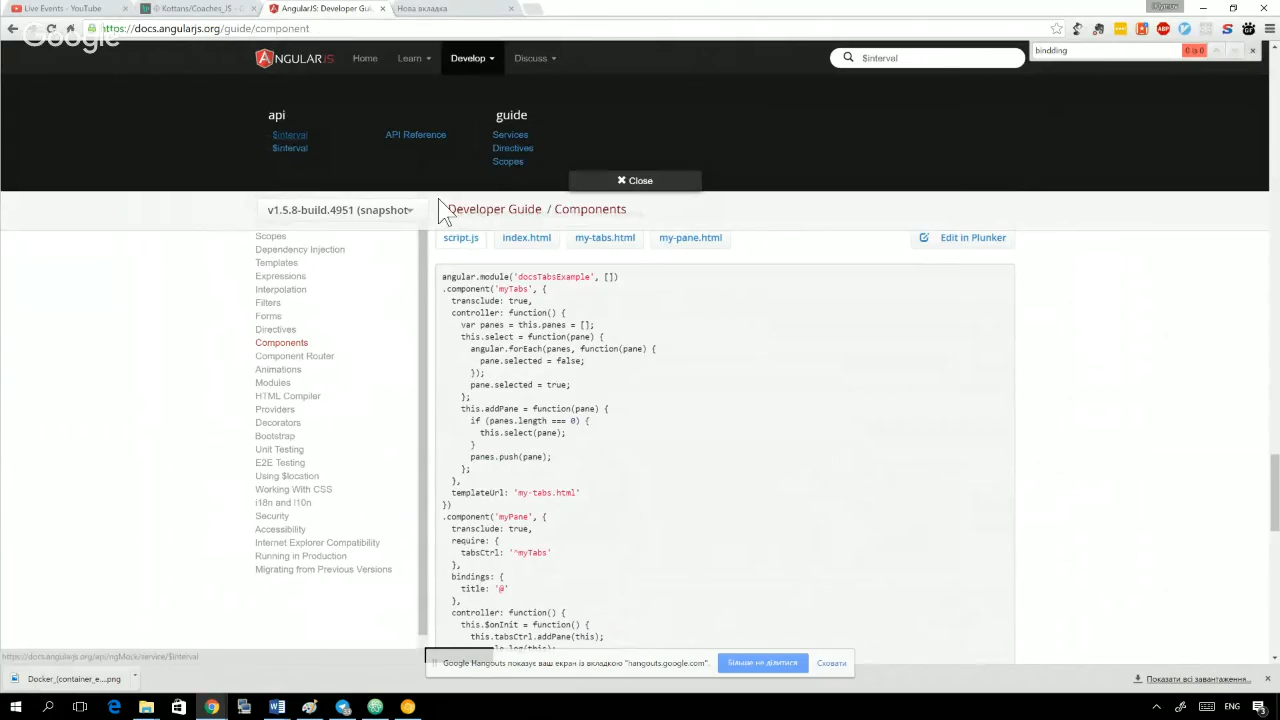 Live Events - YouTube
Kottans/Coaches_JS
AngularJS: Developer Gui
Нова вкладка
https://docs.angularjs.org/guide/component
Google
ANGULARJS
Home
Learn
Develop
Discuss
$interval
bindding
0 із 0
api
guide
$interval
API Reference
Services
$interval
Directives
Scopes
Close
v1.5.8-build.4951 (snapshot
Developer Guide / Components
Scopes
Dependency Injection
Templates
Expressions
Interpolation
Filters
Forms
Directives
Components
Component Router
Animations
Modules
HTML Compiler
Providers
Decorators
Bootstrap
Unit Testing
E2E Testing
Using $location
Working With CSS
i18n and l10n
Security
Accessibility
Internet Explorer Compatibility
Running in Production
Migrating from Previous Versions
script.js
index.html
my-tabs.html
my-pane.html
Edit in Plunker
angular.module('docsTabsExample', [])
.component('myTabs', {
transclude: true,
controller: function() {
var panes = this.panes = [];
this.select = function(pane) {
angular.forEach(panes, function(pane) {
pane.selected = false;
});
pane.selected = true;
};
this.addPane = function(pane) {
if (panes.length === 0) {
this.select(pane);
}
panes.push(pane);
};
},
templateUrl: 'my-tabs.html'
})
.component('myPane', {
transclude: true,
require: {
tabsCtrl: '^myTabs'
},
bindings: {
title: '@'
},
controller: function() {
this.$onInit = function() {
this.tabsCtrl.addPane(this);
https://docs.angularjs.org/api/ngMock/service/$interval
Google Hangouts показує ваш екран із вкладкою "hangouts.google.com".
Більше не ділитися
Сховати
Docker_(container_e....png
Показати всі завантаження...
ENG